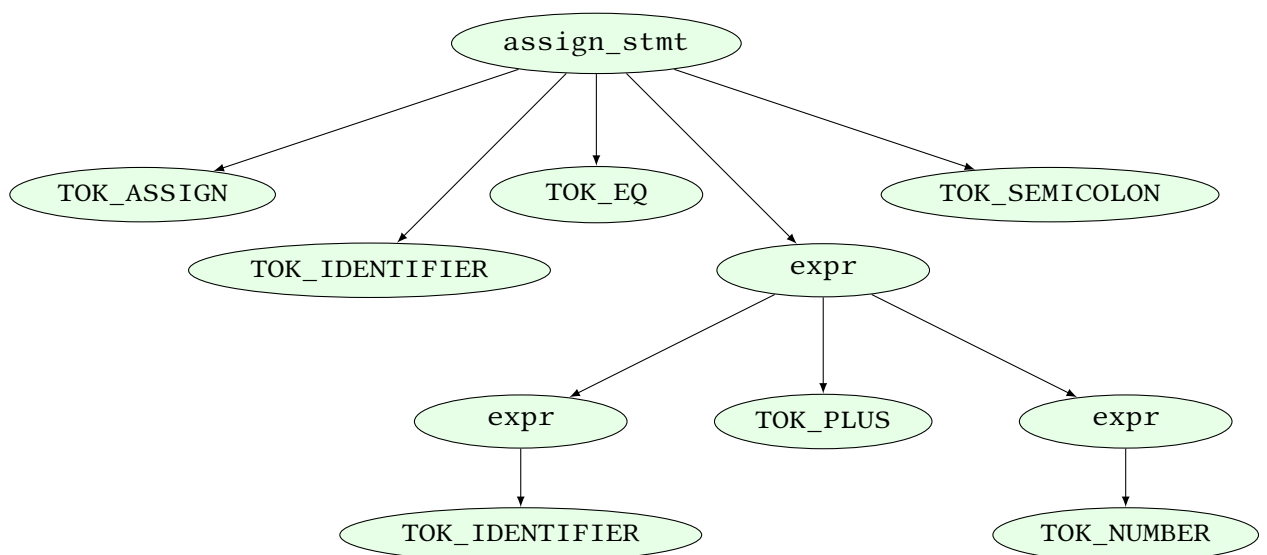 assign_stmt
TOK_ASSIGN
TOK_IDENTIFIER
TOK_EQ
expr
TOK_SEMICOLON
expr
TOK_PLUS
expr
TOK_IDENTIFIER
TOK_NUMBER